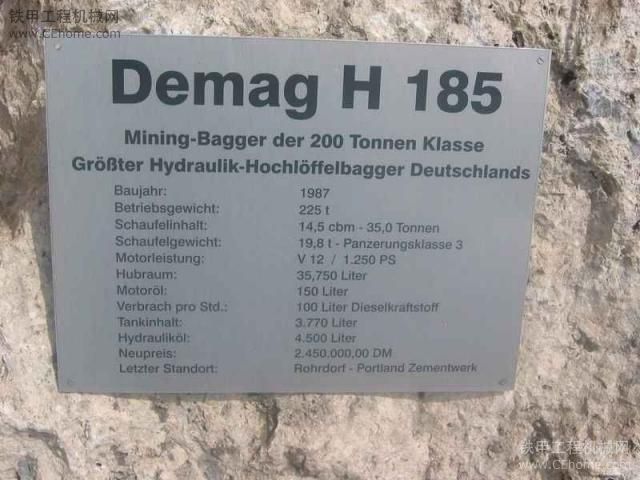 铁甲工程机械网
www.CEhome.com
Demag H 185
Mining-Bagger der 200 Tonnen Klasse
Größter Hydraulik-Hochlöffelbagger Deutschlands
Baujahr: 1987
Betriebsgewicht: 225 t
Schaufelinhalt: 14,5 cbm - 35,0 Tonnen
Schaufelgewicht: 19,8 t - Panzerungsklasse 3
Motorleistung: V 12 / 1.250 PS
Hubraum: 35,750 Liter
Motoröl: 150 Liter
Verbrach pro Std.: 100 Liter Dieselkraftstoff
Tankinhalt: 3.770 Liter
Hydrauliköl: 4.500 Liter
Neupreis: 2.450.000,00 DM
Letzter Standort: Rohrdorf - Portland Zementwerk
铁甲工程机械网
www.CEhome.com